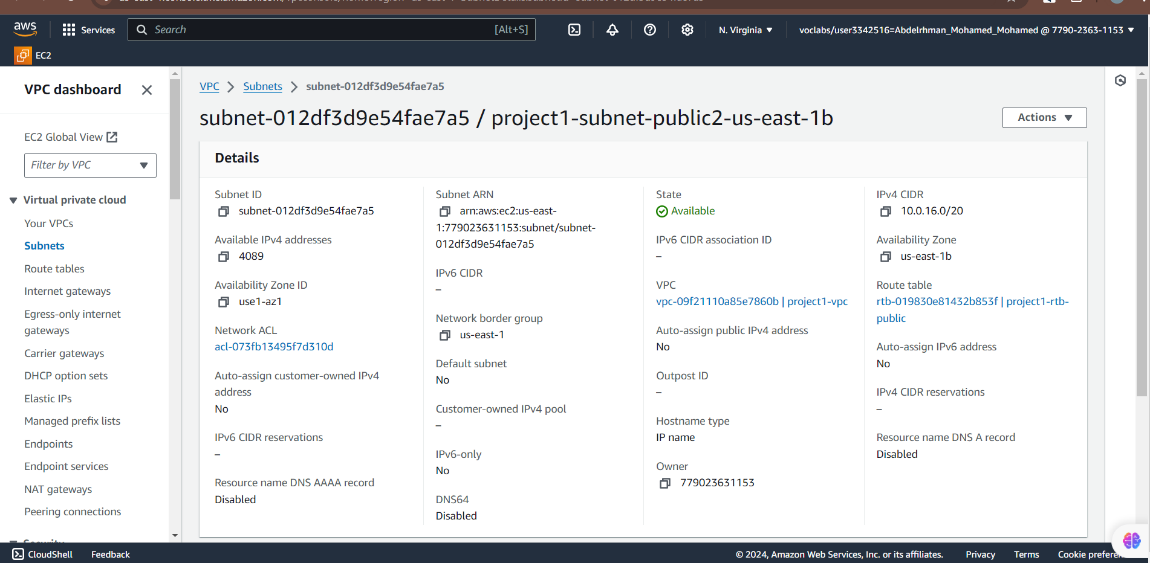 aws
Services
Search
[Alt+S]
N. Virginia
voclabs/user3342516=Abdelrhman_Mohamed_Mohamed @ 7790-2363-1153
EC2
VPC dashboard
EC2 Global View
Filter by VPC
Virtual private cloud
Your VPCs
Subnets
Route tables
Internet gateways
Egress-only internet
gateways
Carrier gateways
DHCP option sets
Elastic IPs
Managed prefix lists
Endpoints
Endpoint services
NAT gateways
Peering connections
Security
VPC
Subnets
subnet-012df3d9e54fae7a5
subnet-012df3d9e54fae7a5 / project1-subnet-public2-us-east-1b
Actions
Details
Subnet ID
subnet-012df3d9e54fae7a5
Available IPv4 addresses
4089
Availability Zone ID
use1-az1
Network ACL
acl-073fb13495f7d310d
Auto-assign customer-owned IPv4
address
No
IPv6 CIDR reservations
–
Resource name DNS AAAA record
Disabled
Subnet ARN
arn:aws:ec2:us-east-
1:779023631153:subnet/subnet-
012df3d9e54fae7a5
IPv6 CIDR
–
Network border group
us-east-1
Default subnet
No
Customer-owned IPv4 pool
–
IPv6-only
No
DNS64
Disabled
State
Available
IPv6 CIDR association ID
–
VPC
vpc-09f21110a85e7860b | project1-vpc
Auto-assign public IPv4 address
No
Outpost ID
–
Hostname type
IP name
Owner
779023631153
IPv4 CIDR
10.0.16.0/20
Availability Zone
us-east-1b
Route table
rtb-019830e81432b853f | project1-rtb-
public
Auto-assign IPv6 address
No
IPv4 CIDR reservations
–
Resource name DNS A record
Disabled
CloudShell
Feedback
© 2024, Amazon Web Services, Inc. or its affiliates.
Privacy
Terms
Cookie prefere